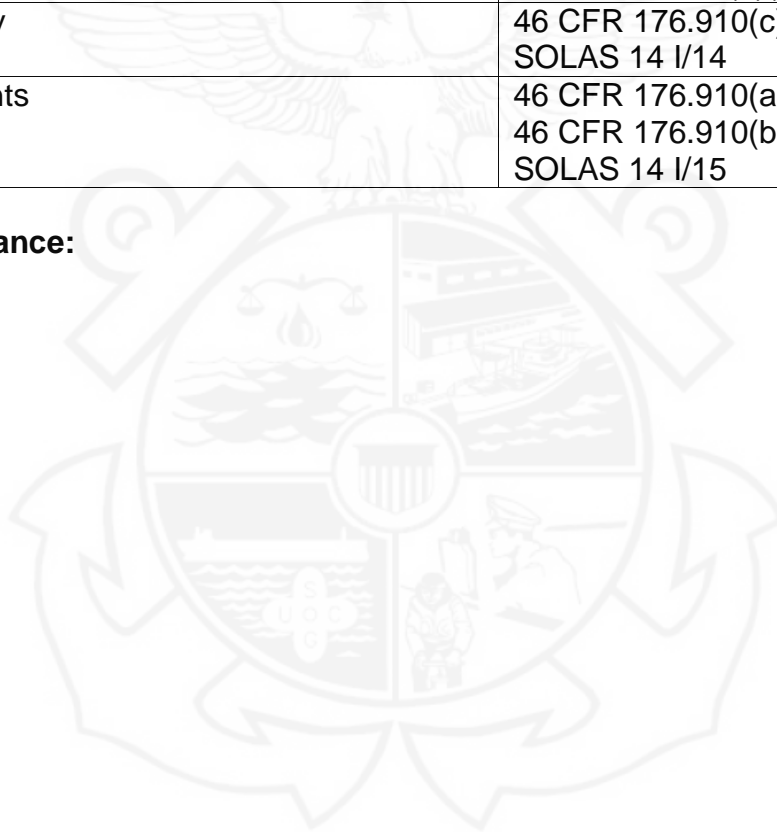 46 CFR 176.910(c)
SOLAS 14 I/14
46 CFR 176.910(a
46 CFR 176.910(b
SOLAS 14 I/15
ance:
S
U O C
G